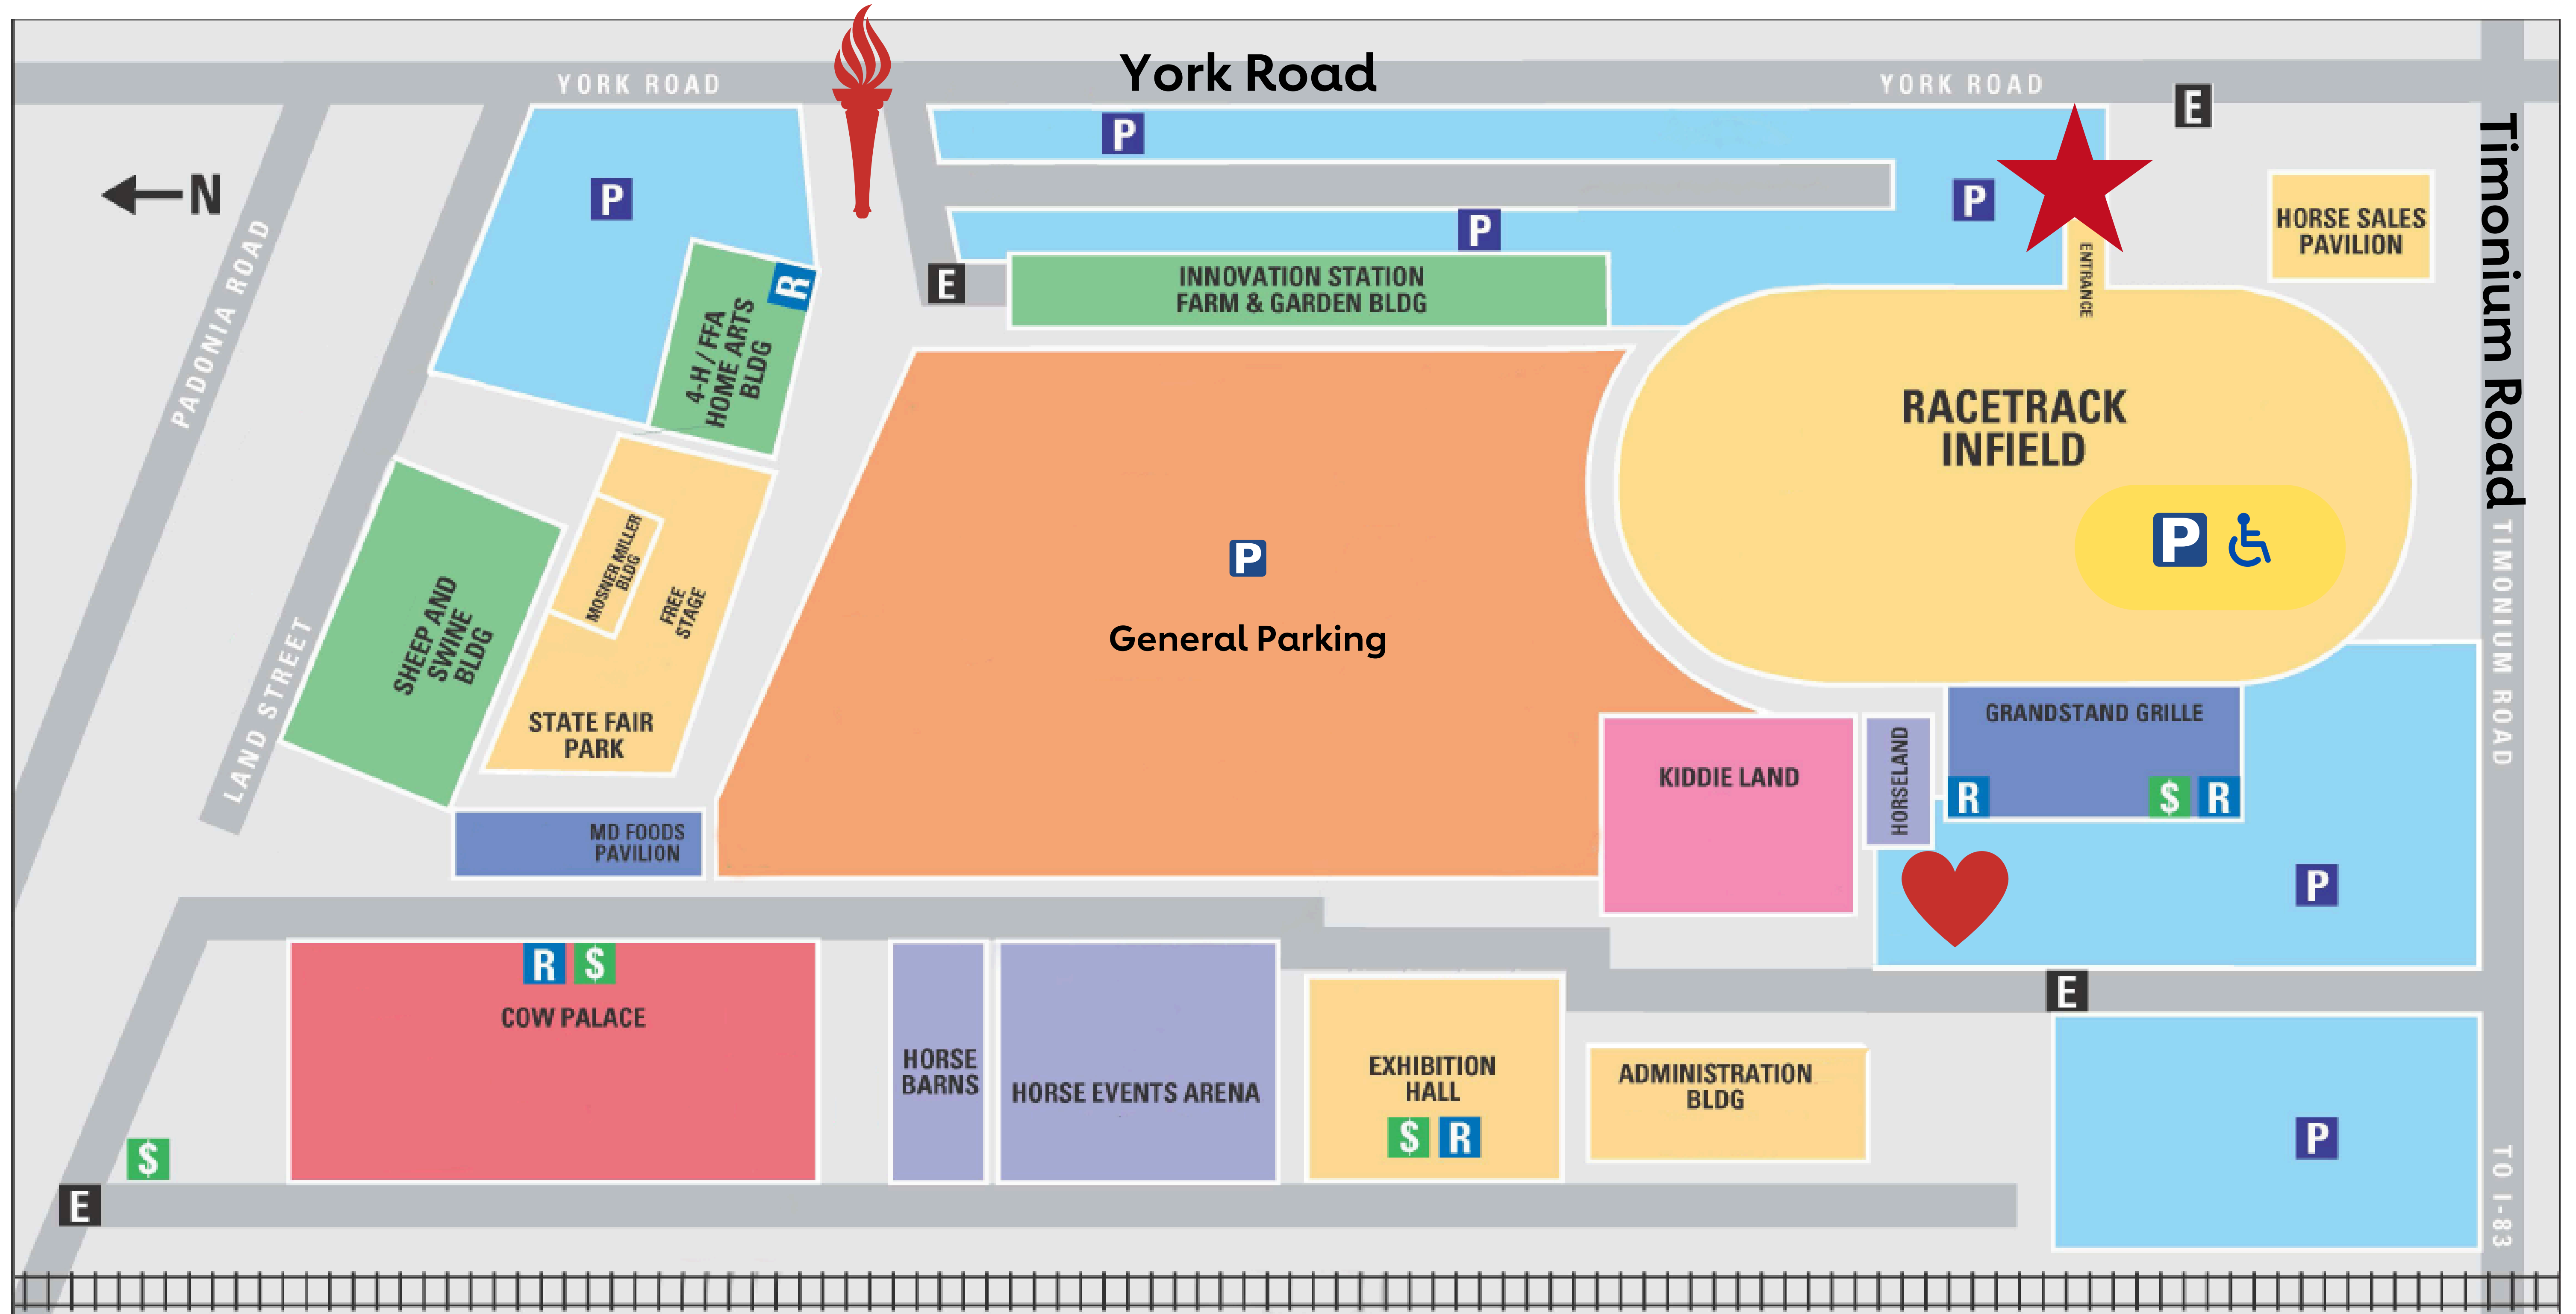 York Road
YORK ROAD
YORK ROAD
E
P
N
P
P
P
HORSE SALES
PAVILION
Timonium Road
PADONIA ROAD
R
E
INNOVATION STATION
FARM & GARDEN BLDG
ENTRANCE
4-H / FFA
HOME ARTS
BLDG
RACETRACK
INFIELD
P
P
General Parking
MOSNER MILLER
BLDG
FREE
STAGE
SHEEP AND
SWINE
BLDG
STATE FAIR
PARK
LAND STREET
TIMONIUM ROAD
GRANDSTAND GRILLE
KIDDIE LAND
HORSELAND
R
$ R
MD FOODS
PAVILION
P
R $
COW PALACE
E
HORSE
BARNS
HORSE EVENTS ARENA
EXHIBITION
HALL
$ R
ADMINISTRATION
BLDG
P
$
E
TO I-83